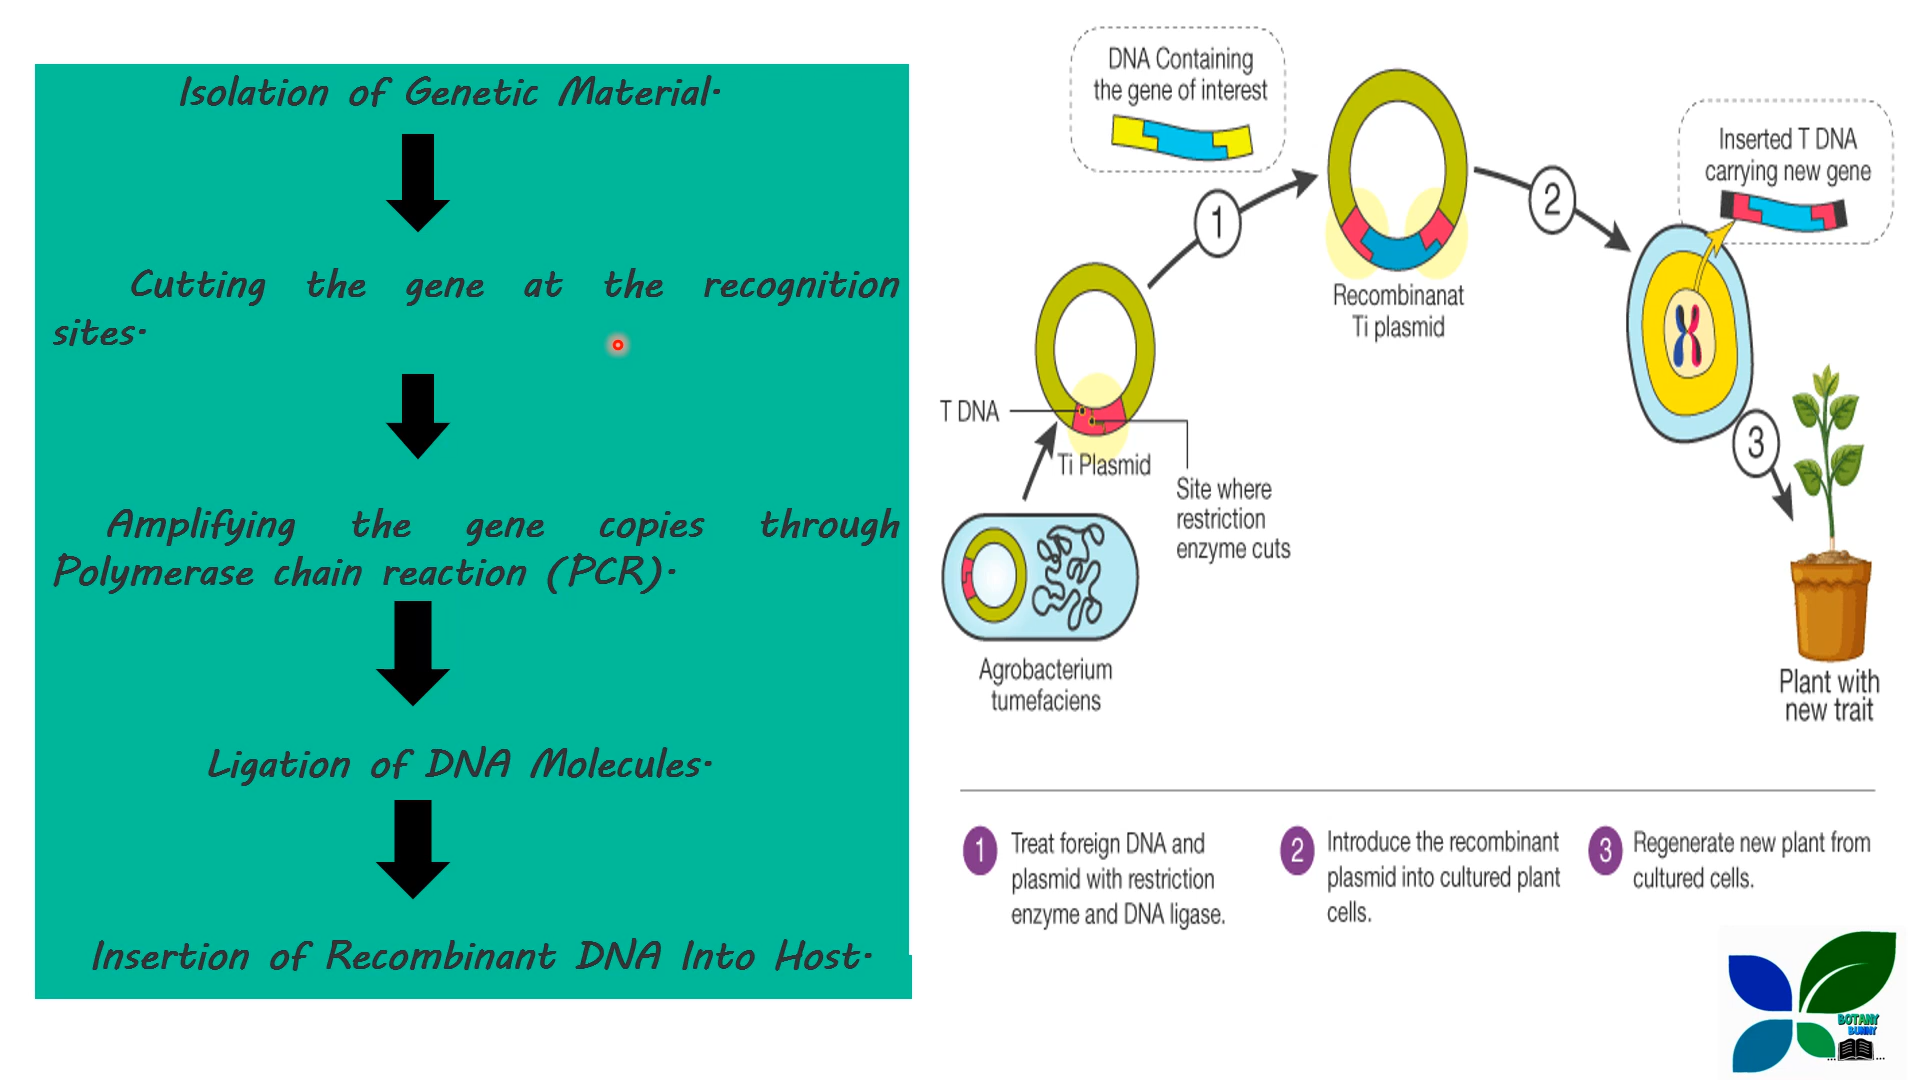 Isolation of Genetic Material.
Cutting the gene at the recognition
sites.
Amplifying the gene copies through
Polymerase chain reaction (PCR).
Ligation of DNA Molecules.
Insertion of Recombinant DNA Into Host.
DNA Containing
the gene of interest
1
Recombinanat
Ti plasmid
2
Inserted T DNA
carrying new gene
T DNA
Ti Plasmid
Site where
restriction
enzyme cuts
Agrobacterium
tumefaciens
3
Plant with
new trait
1 Treat foreign DNA and
plasmid with restriction
enzyme and DNA ligase.
2 Introduce the recombinant
plasmid into cultured plant
cells.
3 Regenerate new plant from
cultured cells.
BOTANY
BUNNY